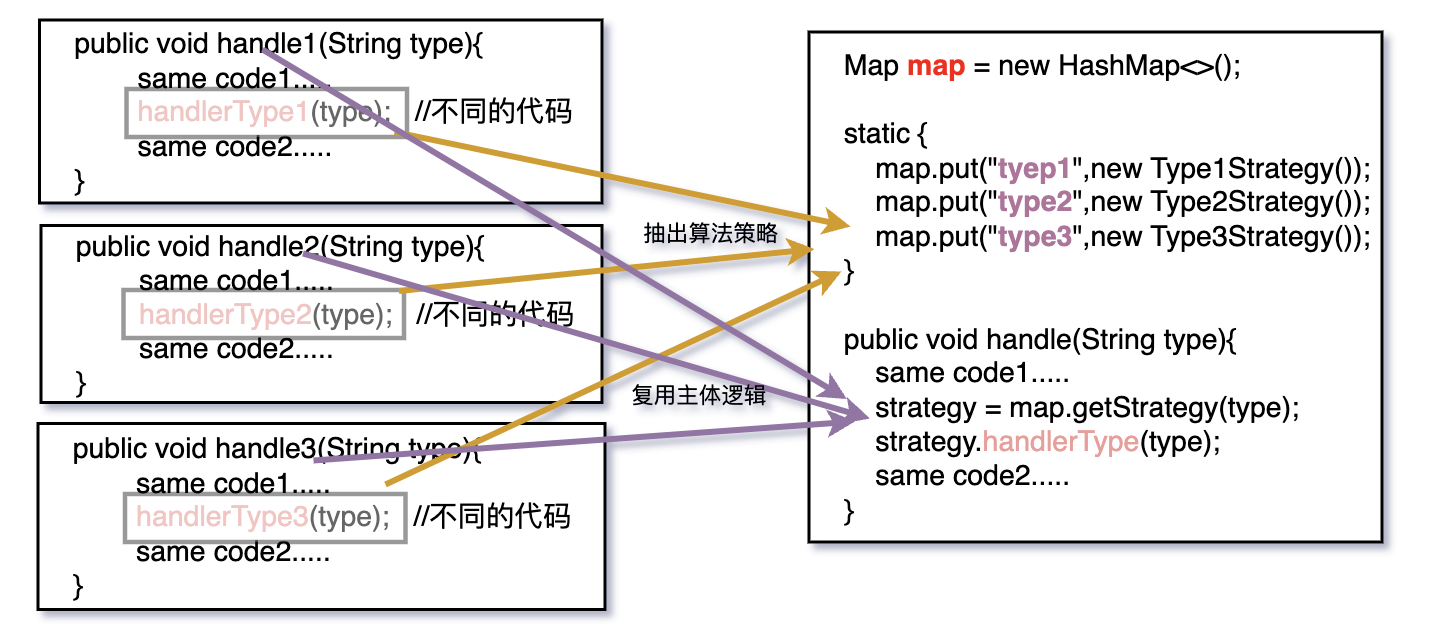 public void handle1(String type){
same code1.....
handlerType1(type); //不同的代码
same code2.....
}
public void handle2(String type){
same code1.....
handlerType2(type); //不同的代码
same code2.....
}
public void handle3(String type){
same code1.....
handlerType3(type); //不同的代码
same code2.....
}
抽出算法策略
复用主体逻辑
Map map = new HashMap<>();
static {
map.put("tyep1",new Type1Strategy());
map.put("type2",new Type2Strategy());
map.put("type3",new Type3Strategy());
}
public void handle(String type){
same code1.....
strategy = map.getStrategy(type);
strategy.handlerType(type);
same code2.....
}